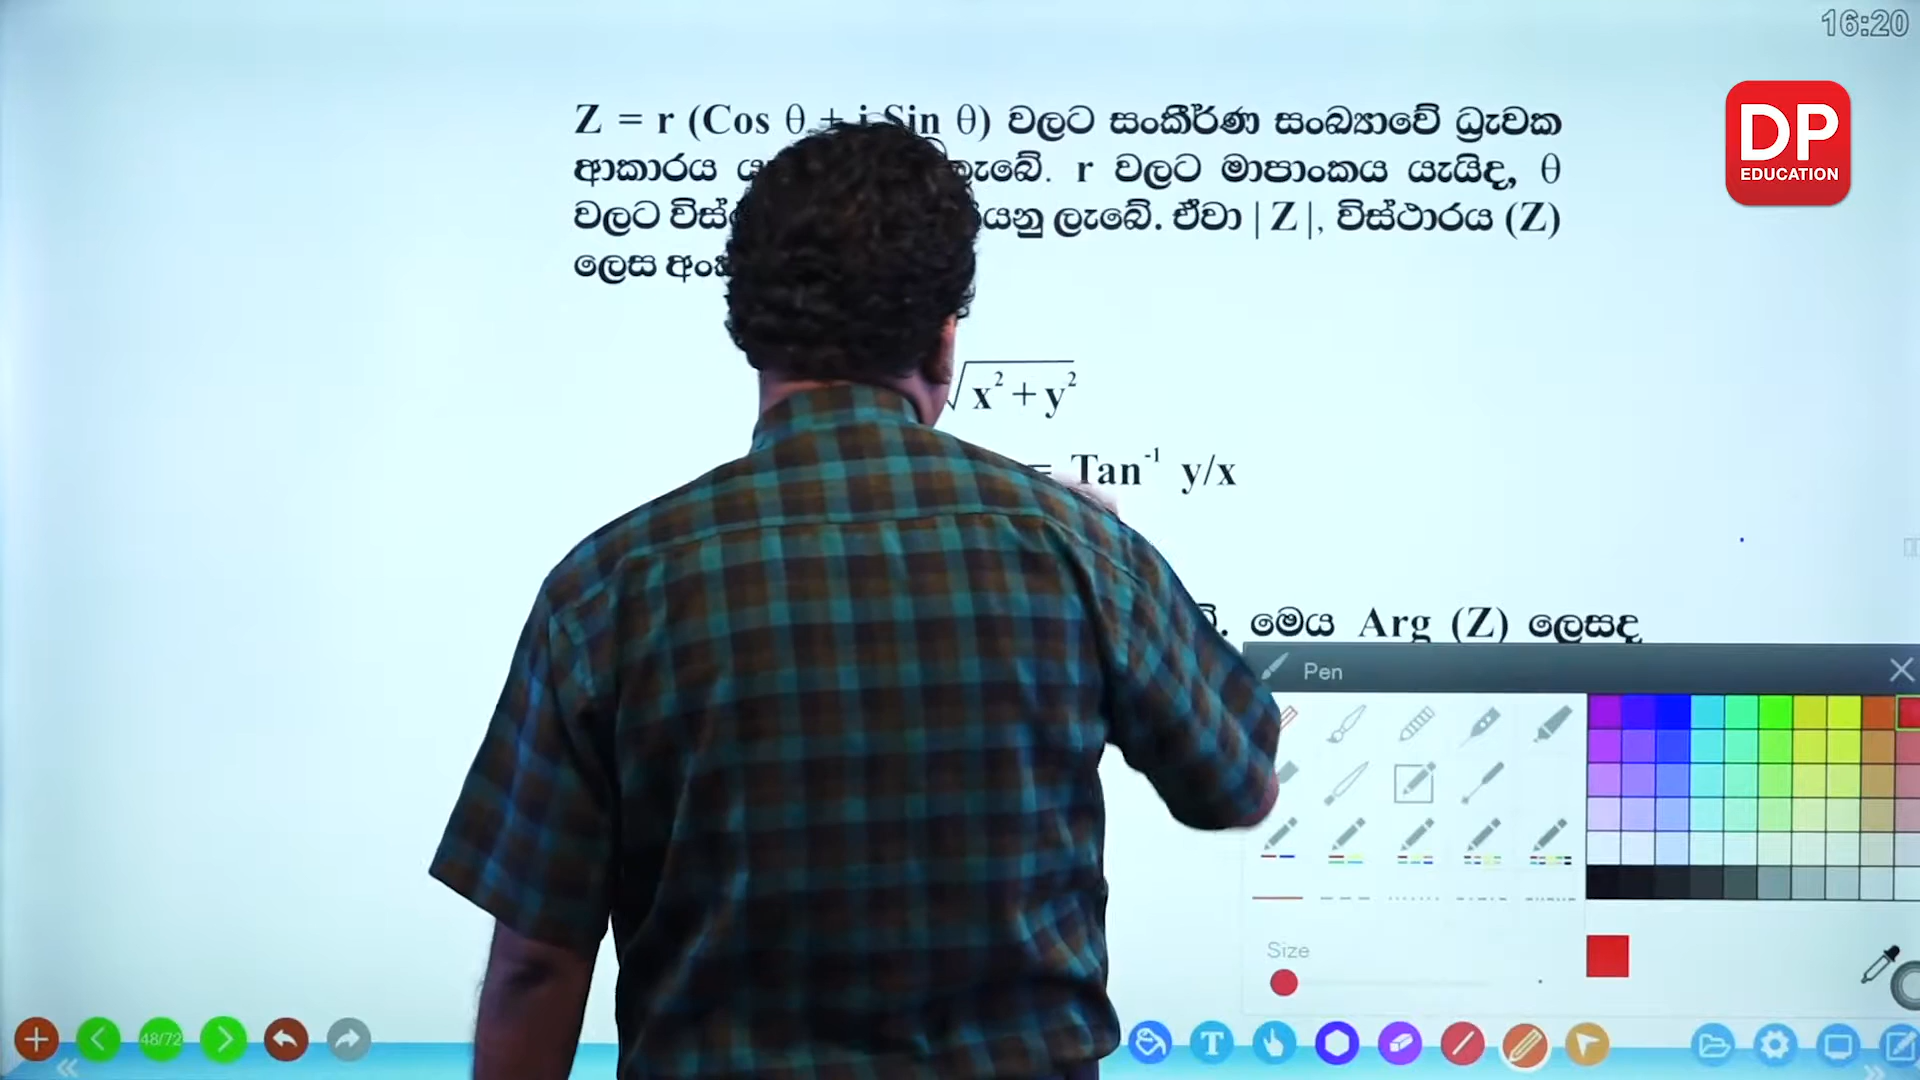 16:20
DP
EDUCATION
Z = r (Cos θ + i Sin θ) වලට සංකීර්ණ සංඛ්‍යාවේ ධ්‍රැවක
ආකාරය ලැබේ. r වලට මාපාංකය යැයිද, θ
වලට ලැබේ. ඒවා | Z |, විස්ථාරය (Z)
ලෙස
√x² + y²
= Tan⁻¹ y/x
මෙය Arg (Z) ලෙසද
Pen
Size
48/72
T